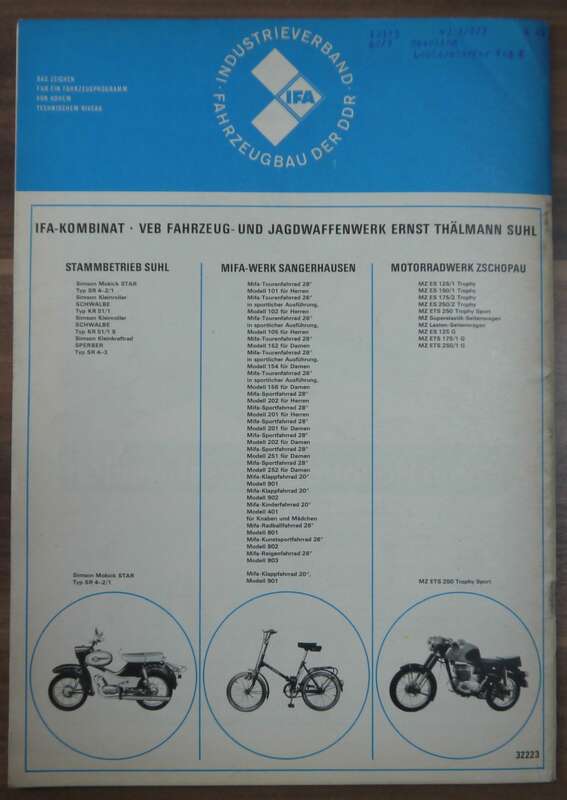 INDUSTRIEVERBAND
FAHRZEUGBAU DER DDR
IFA
DAS ZEICHEN
FÜR EIN FAHRZEUGPROGRAMM
VON HOHEM
TECHNISCHEM NIVEAU
IFA-KOMBINAT · VEB FAHRZEUG- UND JAGDWAFFENWERK ERNST THÄLMANN SUHL
STAMMBETRIEB SUHL
Simson Mokick STAR
Typ SR 4-2/1
Simson Kleinroller
SCHWALBE
Typ KR 51/1
Simson Kleinroller
SCHWALBE
Typ KR 51/1 S
Simson Kleinkraftrad
SPERBER
Typ SR 4-3
Simson Mokick STAR
Typ SR 4-2/1
MIFA-WERK SANGERHAUSEN
Mifa-Tourenfahrrad 28"
Modell 101 für Herren
Mifa-Tourenfahrrad 28"
in sportlicher Ausführung,
Modell 102 für Herren
Mifa-Tourenfahrrad 28"
in sportlicher Ausführung,
Modell 106 für Herren
Mifa-Tourenfahrrad 28"
Modell 152 für Damen
Mifa-Tourenfahrrad 28"
in sportlicher Ausführung,
Modell 154 für Damen
Mifa-Tourenfahrrad 28"
in sportlicher Ausführung,
Modell 156 für Damen
Mifa-Sportfahrrad 28"
Modell 202 für Herren
Mifa-Sportfahrrad 28"
Modell 201 für Herren
Mifa-Sportfahrrad 26"
Modell 201 für Damen
Mifa-Sportfahrrad 28"
Modell 202 für Damen
Mifa-Sportfahrrad 28"
Modell 251 für Damen
Mifa-Sportfahrrad 28"
Modell 252 für Damen
Mifa-Klappfahrrad 20"
Modell 901
Mifa-Klappfahrrad 20"
Modell 902
Mifa-Kinderfahrrad 20"
Modell 401
für Knaben und Mädchen
Mifa-Radballfahrrad 26"
Modell 801
Mifa-Kunstsportfahrrad 26"
Modell 802
Mifa-Reigenfahrrad 26"
Modell 803
Mifa-Klappfahrrad 20",
Modell 901
MOTORRADWERK ZSCHOPAU
MZ ES 125/1 Trophy
MZ ES 150/1 Trophy
MZ ES 175/2 Trophy
MZ ES 250/2 Trophy
MZ ETS 250 Trophy Sport
MZ Superelastik-Seitenwagen
MZ Lasten-Seitenwagen
MZ ES 125 G
MZ ETS 175/1 G
MZ ETS 250/1 G
MZ ETS 250 Trophy Sport
32223